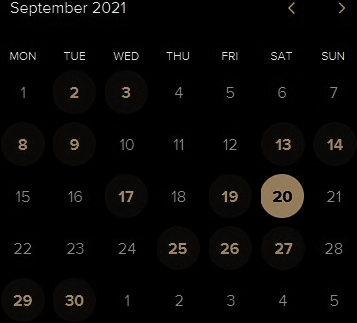 September 2021
MON TUE WED THU FRI SAT SUN
1 2 3 4 5 6 7
8 9 10 11 12 13 14
15 16 17 18 19 20 21
22 23 24 25 26 27 28
29 30 1 2 3 4 5